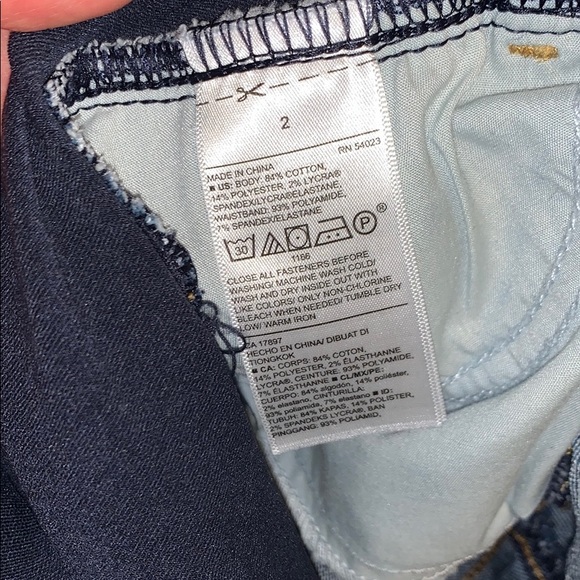 2
RN 54023
MADE IN CHINA
■ US: BODY: 84% COTTON,
14% POLYESTER, 2% LYCRA®
SPANDEX/LYCRA®ELASTANE,
WAISTBAND: 93% POLYAMIDE,
7% SPANDEX/ELASTANE
30 P ®
1166
CLOSE ALL FASTENERS BEFORE
WASHING/ MACHINE WASH COLD/
WASH AND DRY INSIDE OUT WITH
LIKE COLORS/ ONLY NON-CHLORINE
BLEACH WHEN NEEDED/ TUMBLE DRY
LOW/ WARM IRON
CA 17897
HECHO EN CHINA/ DIBUAT DI
TIONGKOK
■ CA: CORPS: 84% COTON,
14% POLYESTER, 2% ÉLASTHANNE
LYCRA®, CEINTURE: 93% POLYAMIDE,
7% ÉLASTHANNE ■ CL/MX/PE:
CUERPO: 84% algodón, 14% poliéster,
2% elastano, CINTURILLA:
93% poliamida, 7% elastano ■ ID:
TUBUH: 84% KAPAS, 14% POLISTER,
2% SPANDEKS LYCRA®, BAN
PINGGANG: 93% POLYAMID,